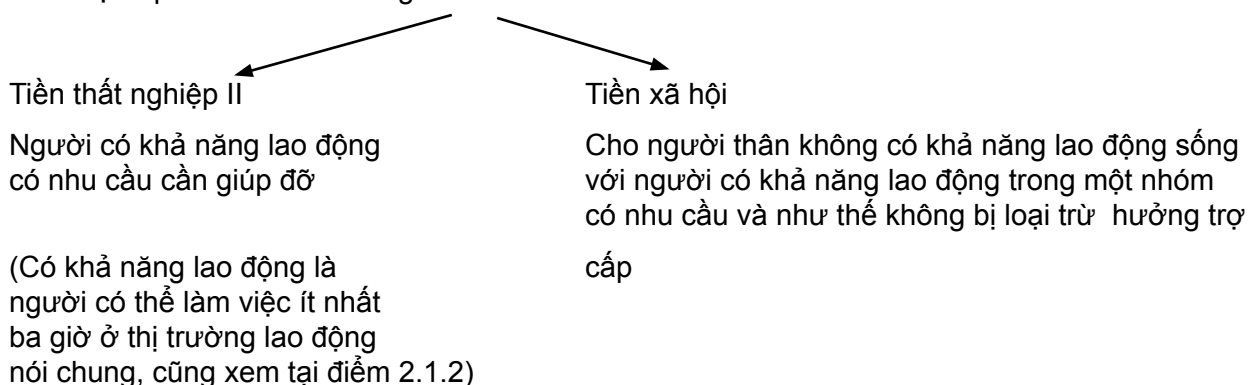 Tiền thất nghiệp II
Người có khả năng lao động
có nhu cầu cần giúp đỡ
(Có khả năng lao động là
người có thể làm việc ít nhất
ba giờ ở thị trường lao động
nói chung, cũng xem tại điểm 2.1.2)
Tiền xã hội
Cho người thân không có khả năng lao động sống
với người có khả năng lao động trong một nhóm
có nhu cầu và như thế không bị loại trừ hưởng trợ
cấp